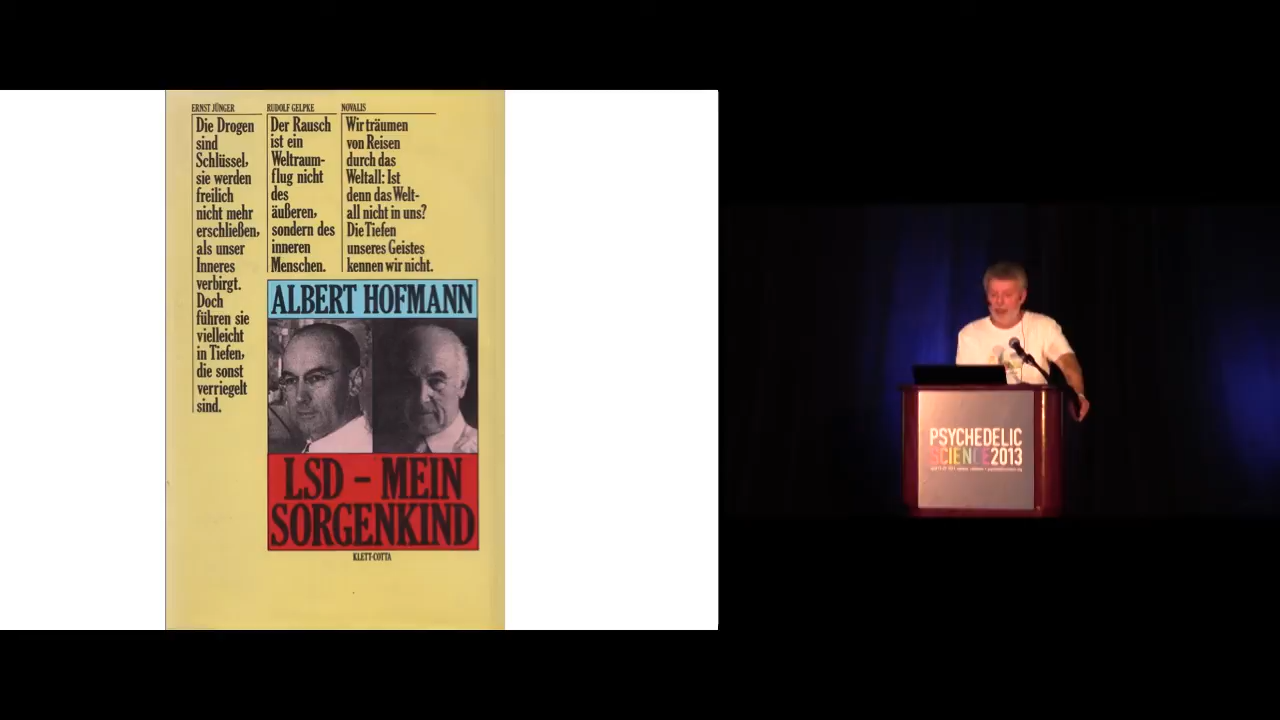 ERNST JÜNGER
Die Drogen
sind
Schlüssel,
sie werden
freilich
nicht mehr
erschließen,
als unser
Inneres
verbirgt.
Doch
führen sie
vielleicht
in Tiefen,
die sonst
verriegelt
sind.
RUDOLF GELPKE
Der Rausch
ist ein
Weltraum-
flug nicht
des
äußeren,
sondern des
inneren
Menschen.
NOVALIS
Wir träumen
von Reisen
durch das
Weltall: Ist
denn das Welt-
all nicht in uns?
Die Tiefen
unseres Geistes
kennen wir nicht.
ALBERT HOFMANN
LSD – MEIN
SORGENKIND
KLETT-COTTA
PSYCHEDELIC
SCIENCE2013